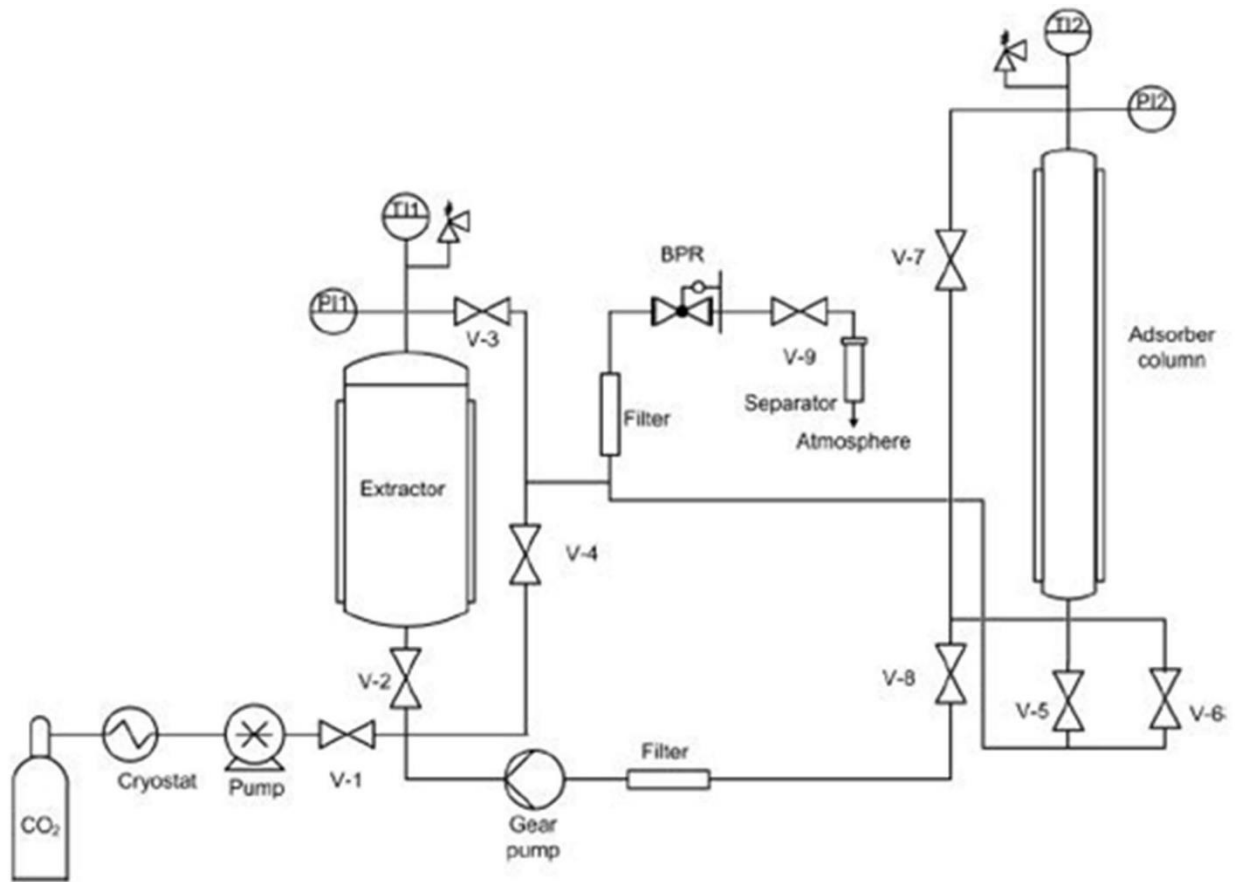 TI2
PI2
TI1
BPR
V-7
PI1
V-3
V-9
Adsorber
column
Filter
Separator
Atmosphere
Extractor
V-4
V-2
V-8
V-5
V-6
Cryostat
Pump
V-1
Filter
CO2
Gear
pump